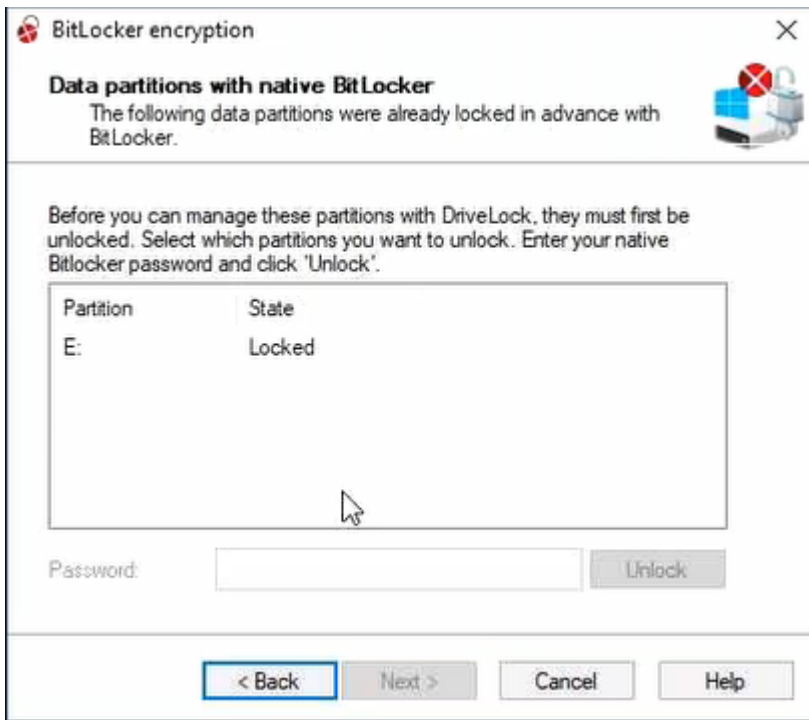 BitLocker encryption
Data partitions with native BitLocker
The following data partitions were already locked in advance with
BitLocker.
Before you can manage these partitions with DriveLock, they must first be
unlocked. Select which partitions you want to unlock. Enter your native
Bitlocker password and click 'Unlock'.
Partition State
E: Locked
Password: Unlock
< Back Next > Cancel Help